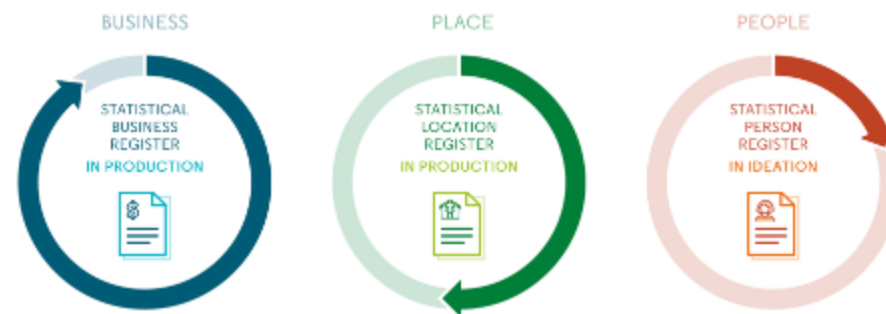 BUSINESS
STATISTICAL
BUSINESS
REGISTER
IN PRODUCTION
$
PLACE
STATISTICAL
LOCATION
REGISTER
IN PRODUCTION
PEOPLE
STATISTICAL
PERSON
REGISTER
IN IDEATION